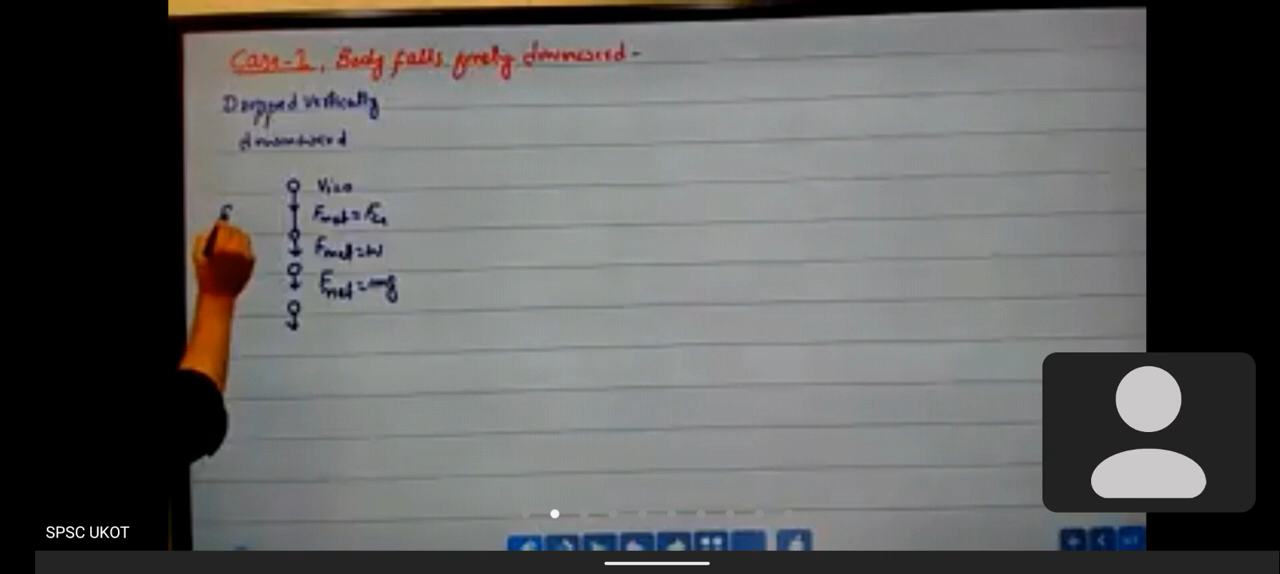 Case-1, Body falls freely downward-
Dropped vertically
downward
Vi=0
Fnet = FG
Fnet = W
F
Fnet = mg
SPSC UKOT